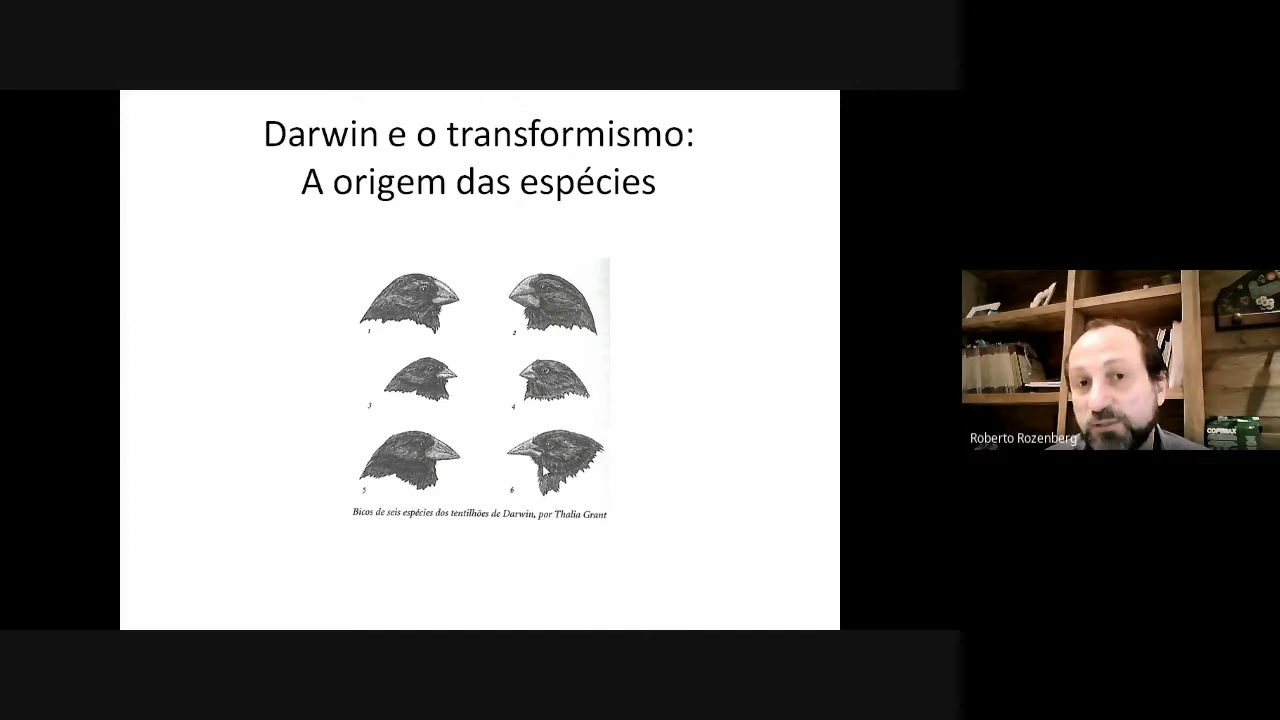 Darwin e o transformismo:
A origem das espécies
1
2
3
4
5
6
Bicos de seis espécies dos tentilhões de Darwin, por Thalia Grant
Roberto Rozenberg
COFFMAX